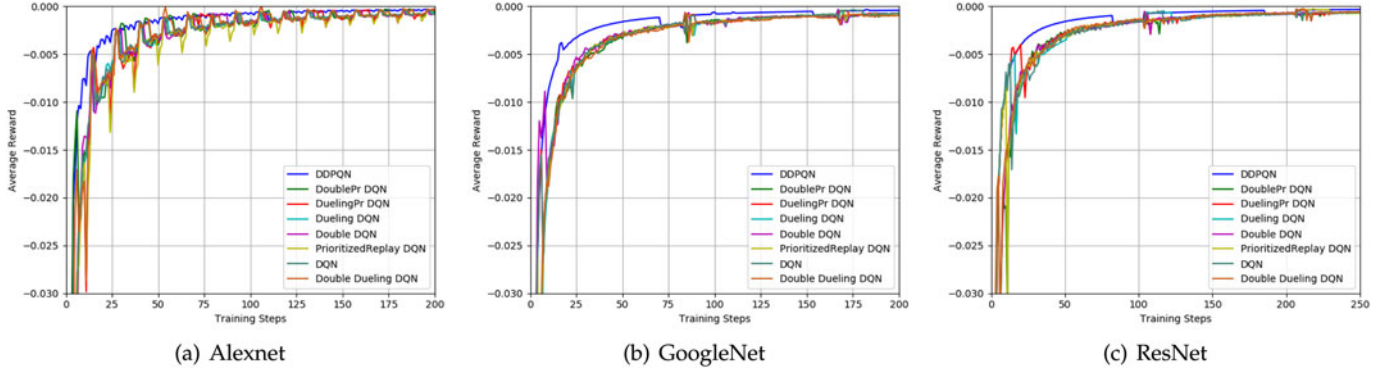 0.000
−0.005
−0.010
−0.015
−0.020
−0.025
−0.030
Average Reward
0 25 50 75 100 125 150 175 200
Training Steps
DDPQN
DoublePr DQN
DuelingPr DQN
Dueling DQN
Double DQN
PrioritizedReplay DQN
DQN
Double Dueling DQN
(a) Alexnet
0.000
−0.005
−0.010
−0.015
−0.020
−0.025
−0.030
Average Reward
0 25 50 75 100 125 150 175 200
Training Steps
DDPQN
DoublePr DQN
DuelingPr DQN
Dueling DQN
Double DQN
PrioritizedReplay DQN
DQN
Double Dueling DQN
(b) GoogleNet
0.000
−0.005
−0.010
−0.015
−0.020
−0.025
−0.030
Average Reward
0 50 100 150 200 250
Training Steps
DDPQN
DoublePr DQN
DuelingPr DQN
Dueling DQN
Double DQN
PrioritizedReplay DQN
DQN
Double Dueling DQN
(c) ResNet